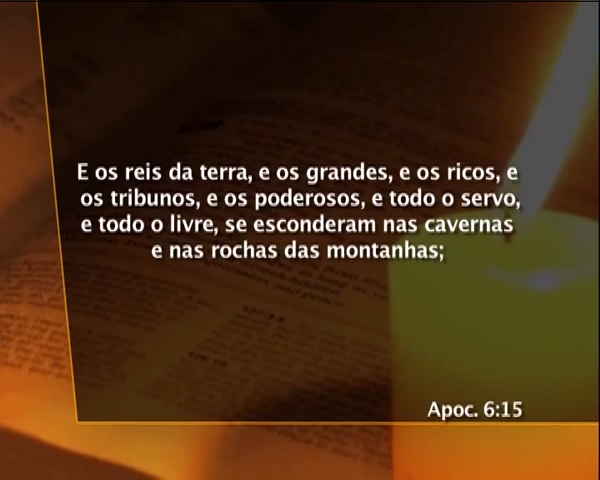 E os reis da terra, e os grandes, e os ricos, e
os tribunos, e os poderosos, e todo o servo,
e todo o livre, se esconderam nas cavernas
e nas rochas das montanhas;
Apoc. 6:15